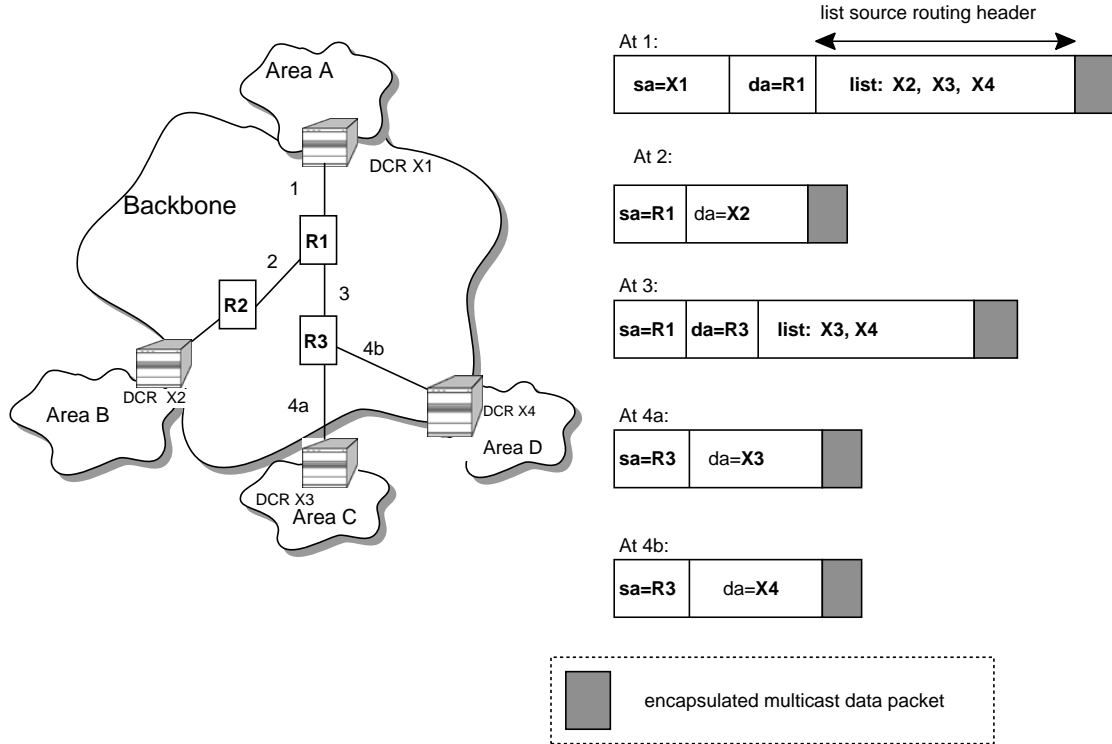 Area A
DCR X1
1
Backbone
R1
2
3
R2
R3
4b
DCR X2
4a
DCR X4
Area B
Area D
DCR X3
Area C
list source routing header
At 1:
sa=X1 da=R1 list: X2, X3, X4
At 2:
sa=R1 da=X2
At 3:
sa=R1 da=R3 list: X3, X4
At 4a:
sa=R3 da=X3
At 4b:
sa=R3 da=X4
encapsulated multicast data packet